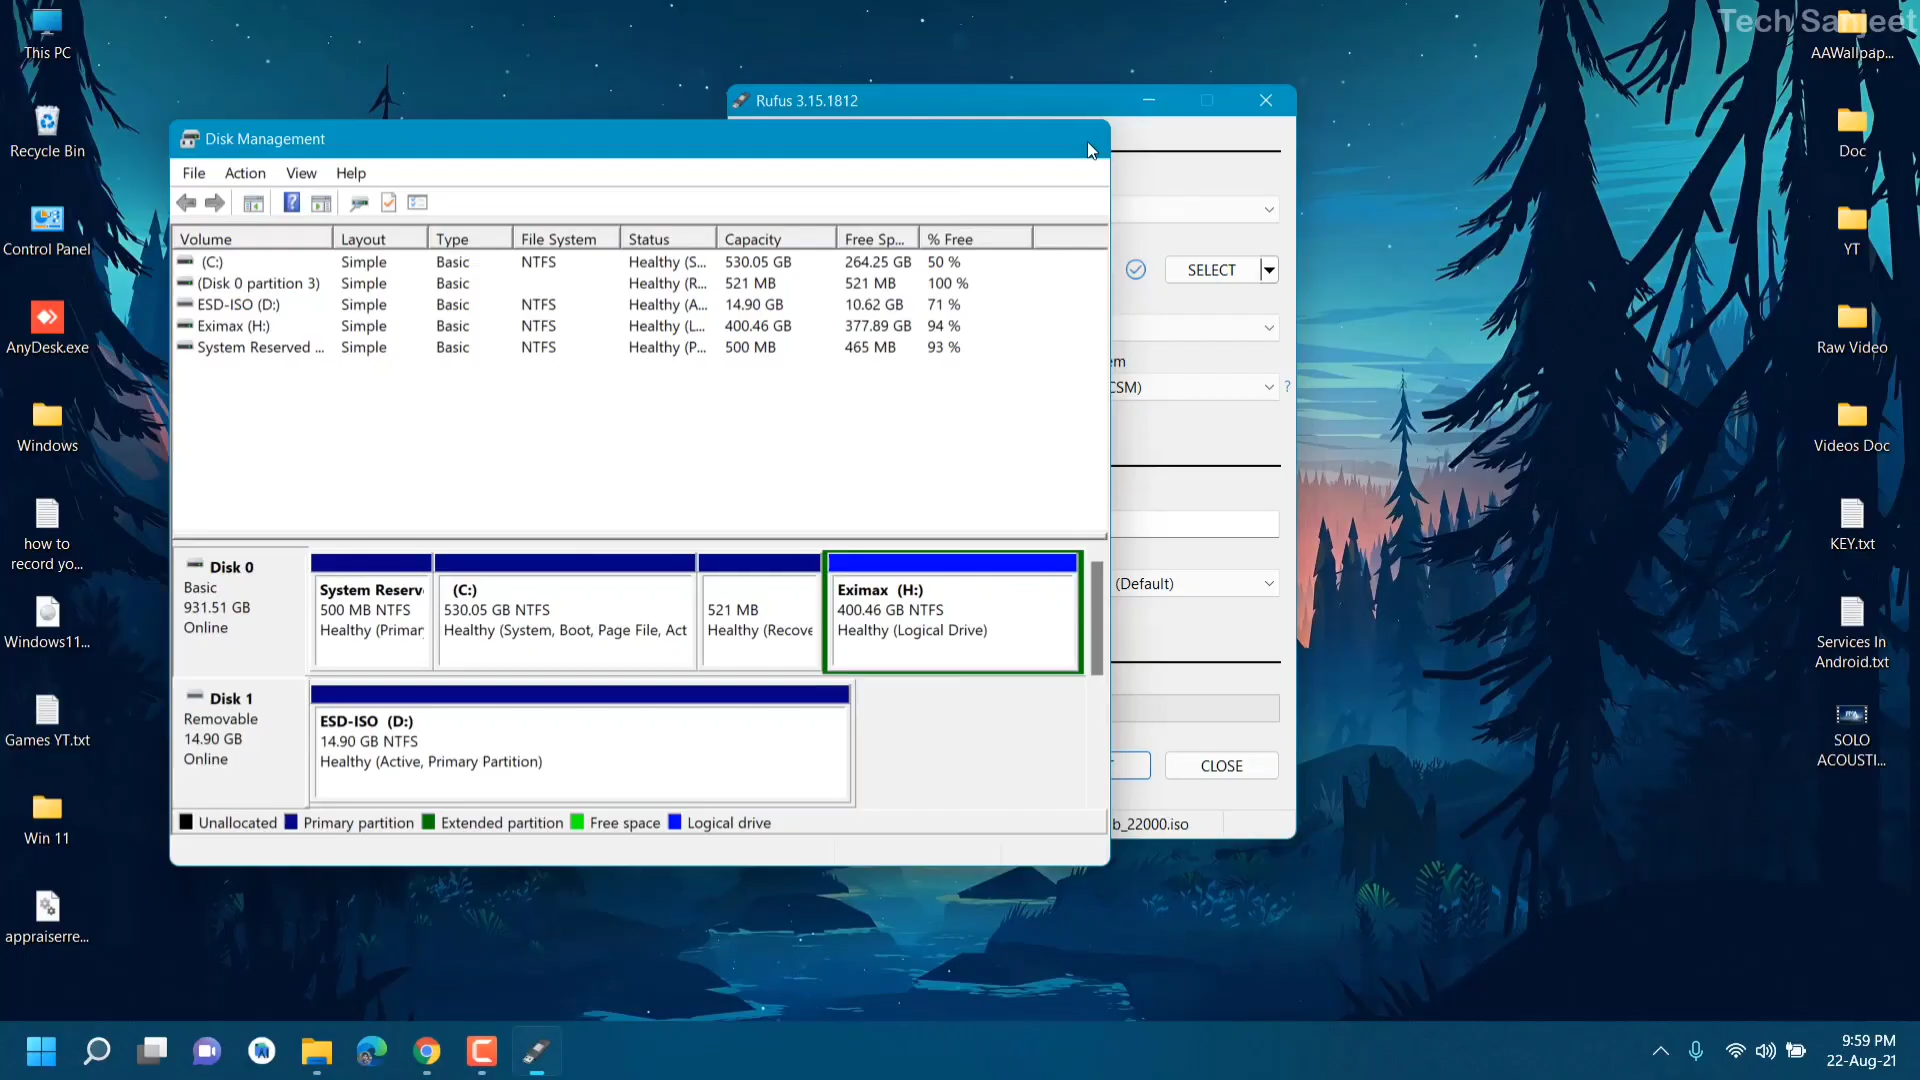 Tech Sanjeet
This PC
Recycle Bin
Control Panel
AnyDesk.exe
Windows
how to
record yo...
Windows11...
Games YT.txt
Win 11
appraiserre...
AAWallpap...
Doc
YT
Raw Video
Videos Doc
KEY.txt
Services In
Android.txt
SOLO
ACOUSTI...
Rufus 3.15.1812
SELECT
em
CSM)
?
(Default)
CLOSE
b_22000.iso
Disk Management
File Action View Help
Volume Layout Type File System Status Capacity Free Sp... % Free
(C:) Simple Basic NTFS Healthy (S... 530.05 GB 264.25 GB 50 %
(Disk 0 partition 3) Simple Basic Healthy (R... 521 MB 521 MB 100 %
ESD-ISO (D:) Simple Basic NTFS Healthy (A... 14.90 GB 10.62 GB 71 %
Eximax (H:) Simple Basic NTFS Healthy (L... 400.46 GB 377.89 GB 94 %
System Reserved ... Simple Basic NTFS Healthy (P... 500 MB 465 MB 93 %
Disk 0
Basic
931.51 GB
Online
System Reserv
500 MB NTFS
Healthy (Primar
(C:)
530.05 GB NTFS
Healthy (System, Boot, Page File, Act
521 MB
Healthy (Recove
Eximax (H:)
400.46 GB NTFS
Healthy (Logical Drive)
Disk 1
Removable
14.90 GB
Online
ESD-ISO (D:)
14.90 GB NTFS
Healthy (Active, Primary Partition)
Unallocated Primary partition Extended partition Free space Logical drive
9:59 PM
22-Aug-21